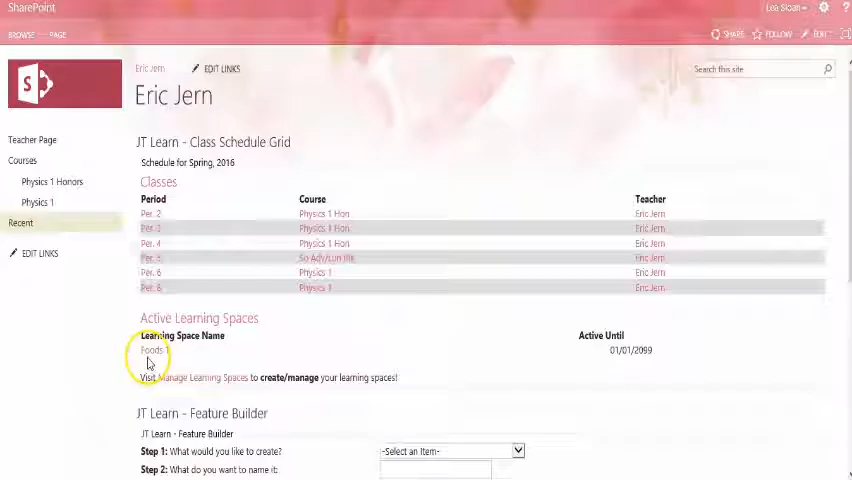 SharePoint
Lea Sloan
?
BROWSE PAGE
SHARE FOLLOW EDIT
S
Eric Jern EDIT LINKS
Search this site
Eric Jern
Teacher Page
Courses
Physics 1 Honors
Physics 1
Recent
EDIT LINKS
JT Learn - Class Schedule Grid
Schedule for Spring, 2016
Classes
Period Course Teacher
Per. 2 Physics 1 Hon Eric Jern
Per. 3 Physics 1 Hon Eric Jern
Per. 4 Physics 1 Hon Eric Jern
Per. 5 So Adv/Lun Eric Jern
Per. 6 Physics 1 Eric Jern
Per. 8 Physics 1 Eric Jern
Active Learning Spaces
Learning Space Name Active Until
Foods 1 01/01/2099
Visit Manage Learning Spaces to create/manage your learning spaces!
JT Learn - Feature Builder
JT Learn - Feature Builder
Step 1: What would you like to create? -Select an Item-
Step 2: What do you want to name it: